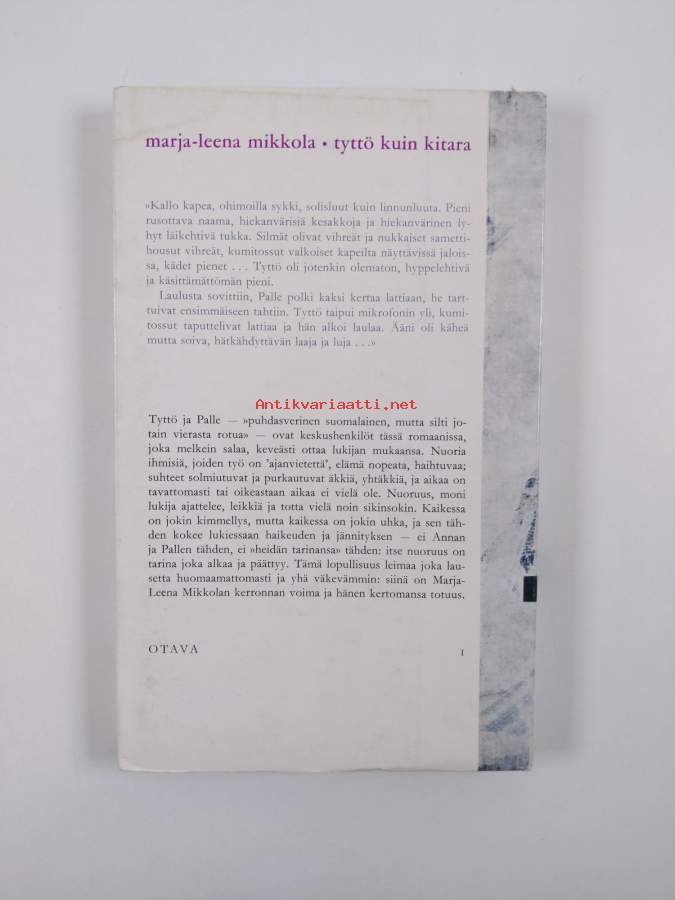 marja-leena mikkola • tyttö kuin kitara
»Kallo kapea, ohimoilla sykki, solisluut kuin linnunluuta. Pieni
rusottava naama, hiekanvärisiä kesakkoja ja hiekanvärinen ly-
hyt läikehtivä tukka. Silmät olivat vihreät ja nukkaiset sametti-
housut vihreät, kumitossut valkoiset kapeilta näyttävissä jalois-
sa, kädet pienet . . . Tyttö oli jotenkin olematon, hyppelehtivä
ja käsittämättömän pieni.
Laulusta sovittiin, Palle polki kaksi kertaa lattiaan, he tart-
tuivat ensimmäiseen tahtiin. Tyttö taipui mikrofonin yli, kumi-
tossut taputtelivat lattiaa ja hän alkoi laulaa. Ääni oli käheä
mutta soiva, hätkähdyttävän laaja ja luja . . .»
Antikvariaatti.net
Tyttö ja Palle — »puhdasverinen suomalainen, mutta silti jo-
tain vierasta rotua» — ovat keskushenkilöt tässä romaanissa,
joka melkein salaa, keveästi ottaa lukijan mukaansa. Nuoria
ihmisiä, joiden työ on 'ajanvietettä', elämä nopeata, haihtuvaa;
suhteet solmiutuvat ja purkautuvat äkkiä, yhtäkkiä, ja aikaa on
tavattomasti tai oikeastaan aikaa ei vielä ole. Nuoruus, moni
lukija ajattelee, leikkiä ja totta vielä noin sikinsokin. Kaikessa
on jokin kimmellys, mutta kaikessa on jokin uhka, ja sen täh-
den kokee lukiessaan haikeuden ja jännityksen — ei Annan
ja Pallen tähden, ei »heidän tarinansa» tähden: itse nuoruus on
tarina joka alkaa ja päättyy. Tämä lopullisuus leimaa joka lau-
setta huomaamattomasti ja yhä väkevämmin: siinä on Marja-
Leena Mikkolan kerronnan voima ja hänen kertomansa totuus.
OTAVA
1